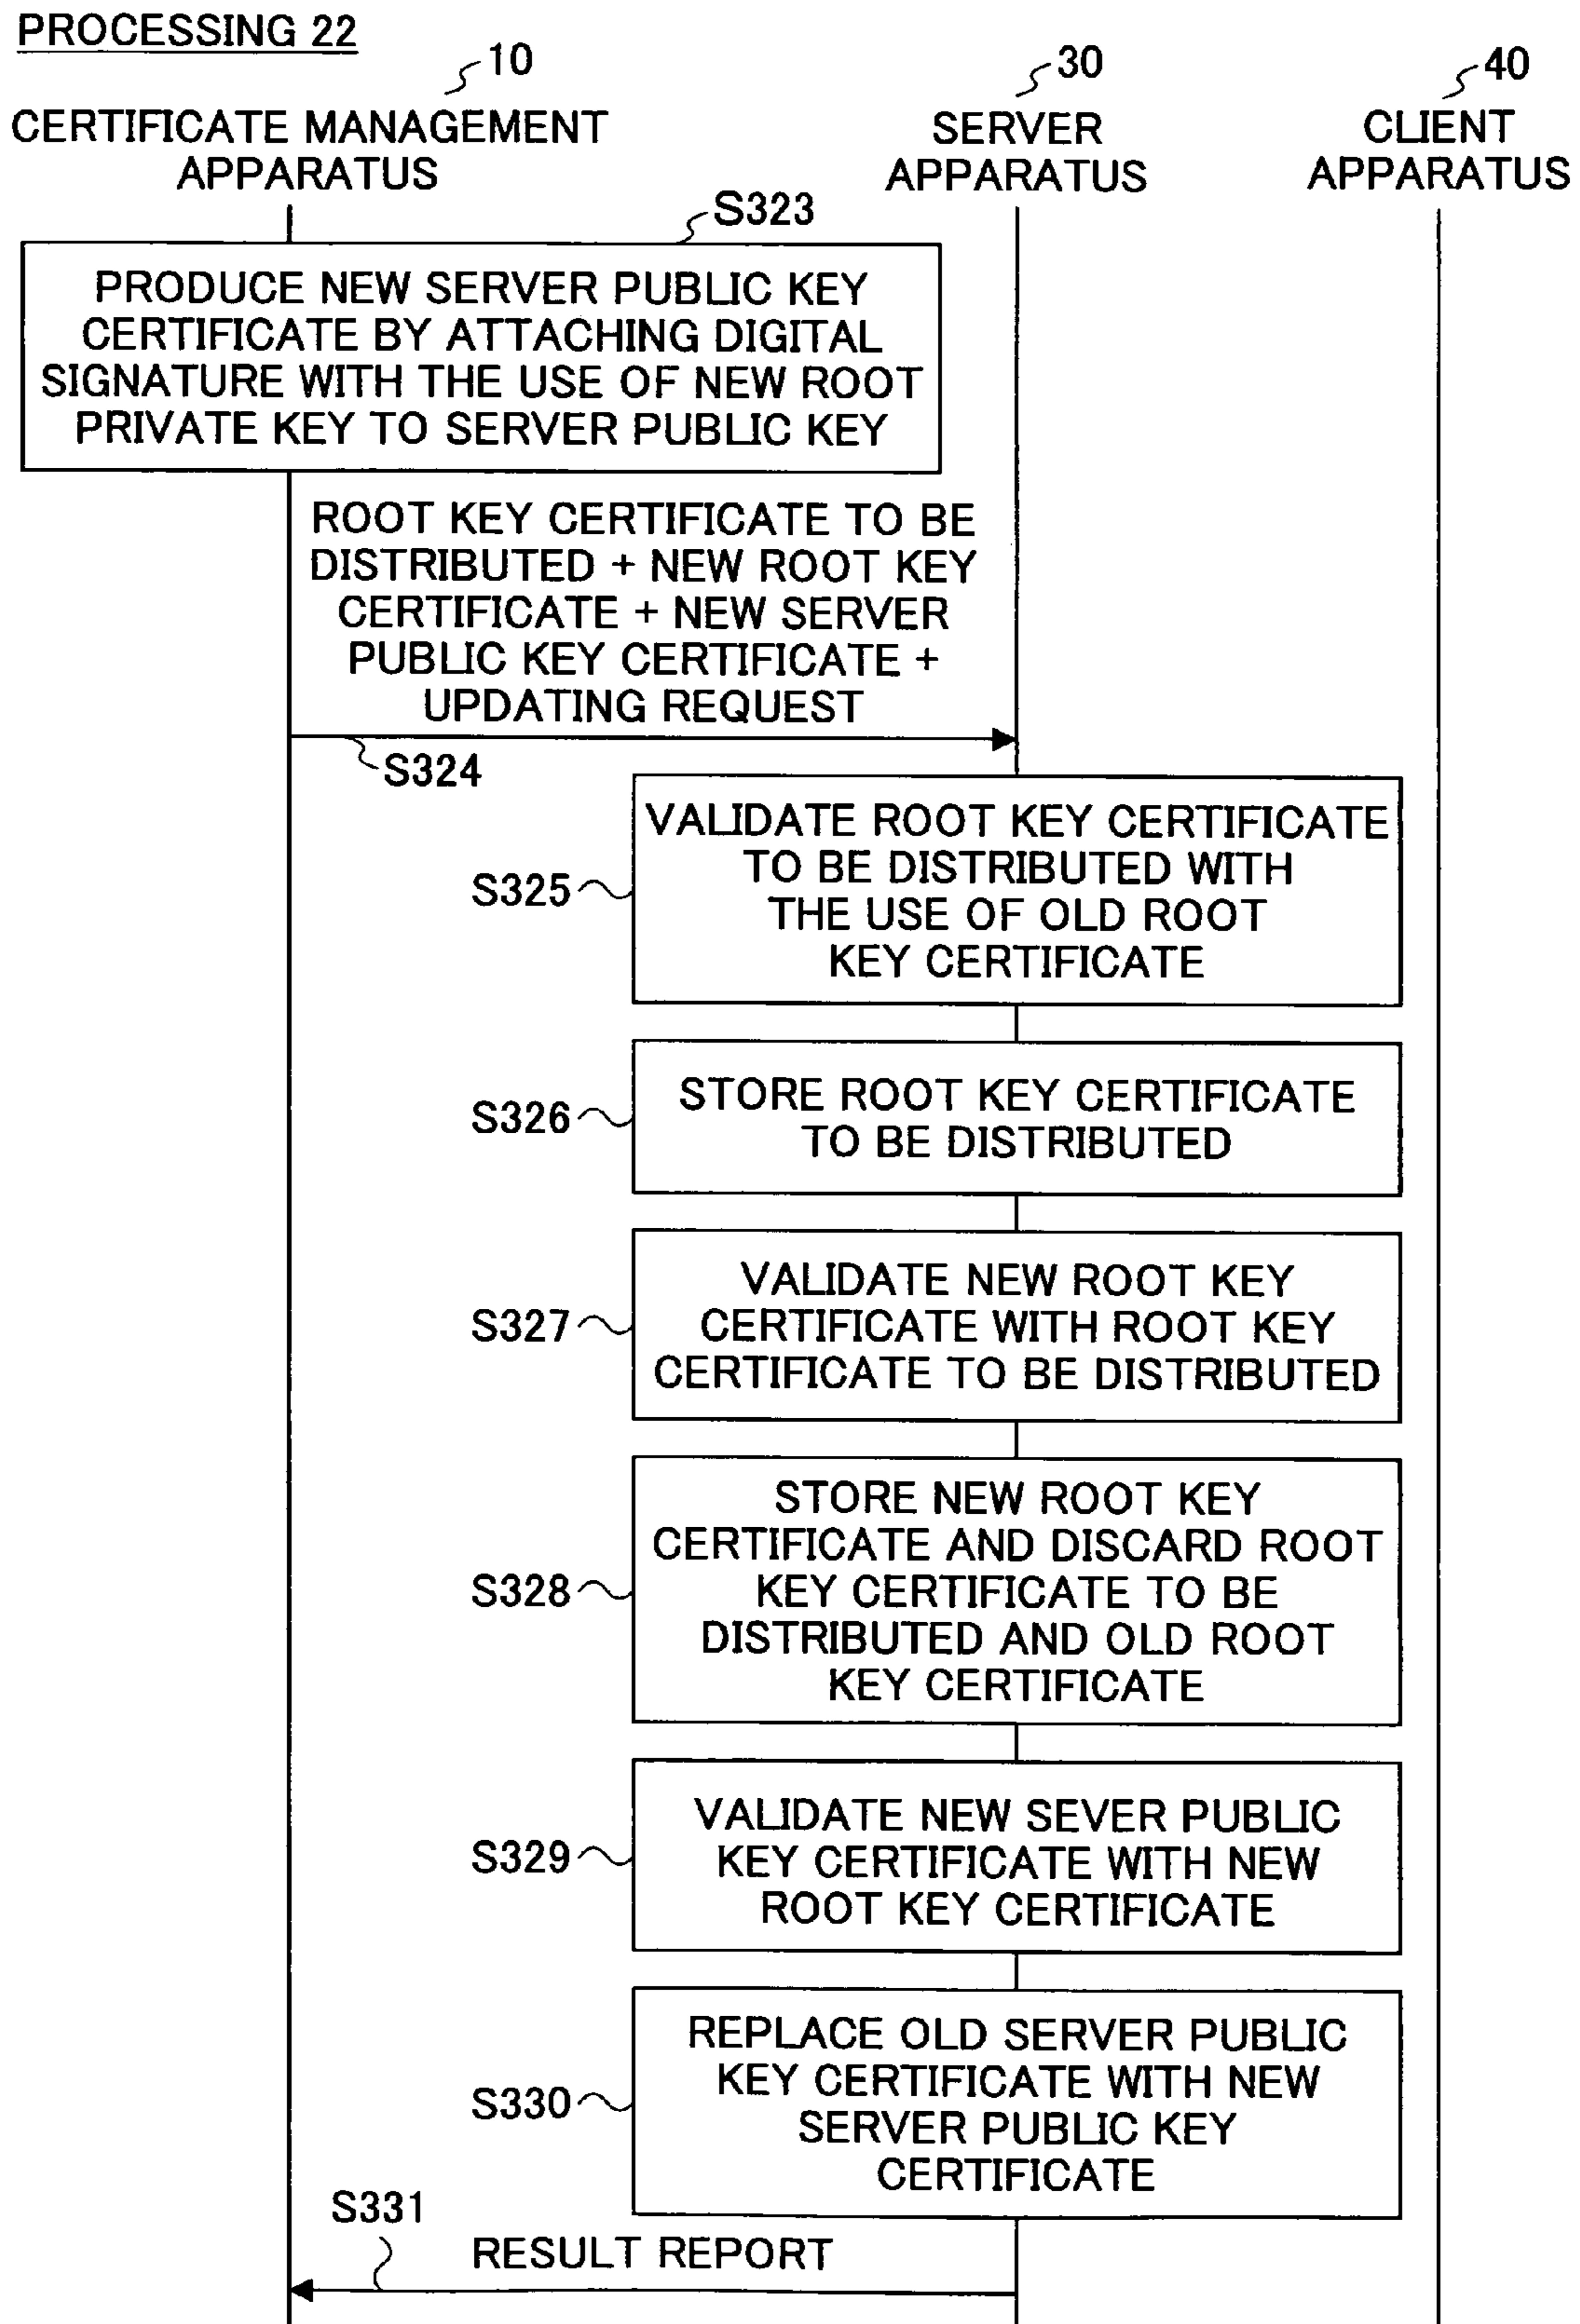 PROCESSING 22
10
30
40
CERTIFICATE MANAGEMENT
APPARATUS
SERVER
APPARATUS
CLIENT
APPARATUS
S323
PRODUCE NEW SERVER PUBLIC KEY
CERTIFICATE BY ATTACHING DIGITAL
SIGNATURE WITH THE USE OF NEW ROOT
PRIVATE KEY TO SERVER PUBLIC KEY
ROOT KEY CERTIFICATE TO BE
DISTRIBUTED + NEW ROOT KEY
CERTIFICATE + NEW SERVER
PUBLIC KEY CERTIFICATE +
UPDATING REQUEST
S324
S325
VALIDATE ROOT KEY CERTIFICATE
TO BE DISTRIBUTED WITH
THE USE OF OLD ROOT
KEY CERTIFICATE
S326
STORE ROOT KEY CERTIFICATE
TO BE DISTRIBUTED
S327
VALIDATE NEW ROOT KEY
CERTIFICATE WITH ROOT KEY
CERTIFICATE TO BE DISTRIBUTED
S328
STORE NEW ROOT KEY
CERTIFICATE AND DISCARD ROOT
KEY CERTIFICATE TO BE
DISTRIBUTED AND OLD ROOT
KEY CERTIFICATE
S329
VALIDATE NEW SEVER PUBLIC
KEY CERTIFICATE WITH NEW
ROOT KEY CERTIFICATE
S330
REPLACE OLD SERVER PUBLIC
KEY CERTIFICATE WITH NEW
SERVER PUBLIC KEY
CERTIFICATE
S331
RESULT REPORT